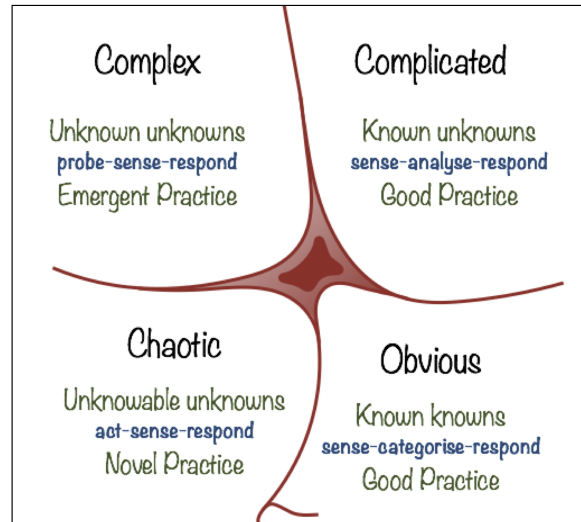 Complex
Unknown unknowns
probe-sense-respond
Emergent Practice
Complicated
Known unknowns
sense-analyse-respond
Good Practice
Chaotic
Unknowable unknowns
act-sense-respond
Novel Practice
Obvious
Known knowns
sense-categorise-respond
Good Practice